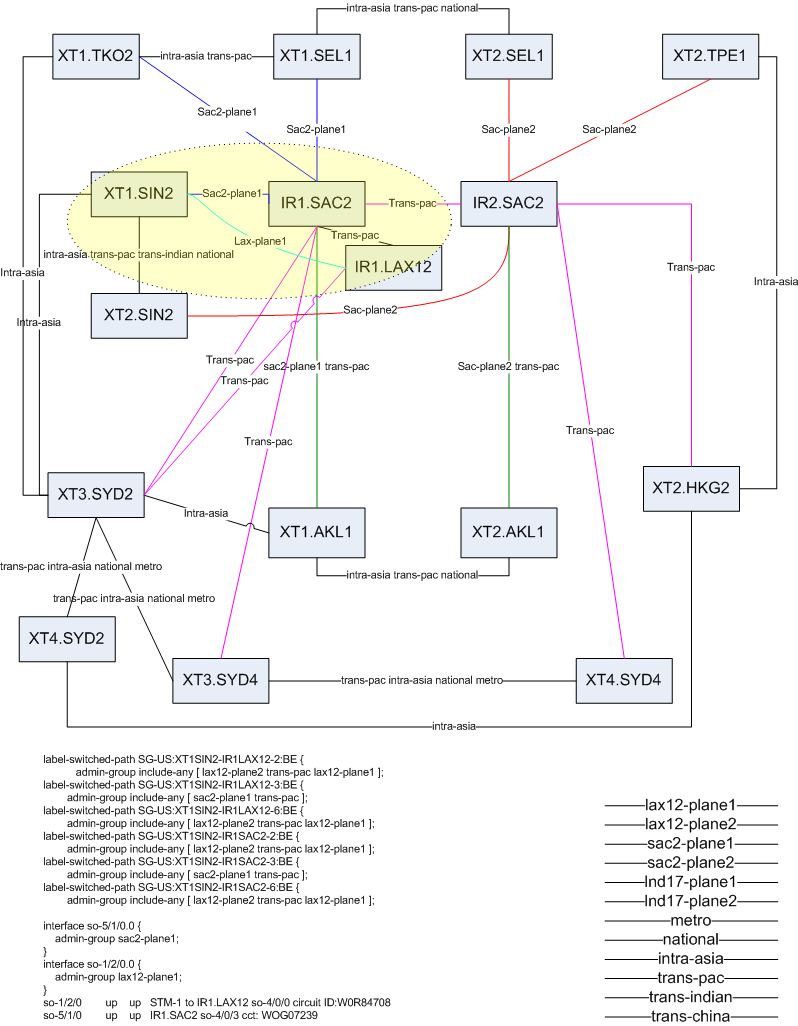 intra-asia trans-pac national
XT1.TKO2
intra-asia trans-pac
XT1.SEL1
XT2.SEL1
XT2.TPE1
Sac2-plane1
Sac2-plane1
Sac-plane2
Sac-plane2
XT1.SIN2
Sac2-plane1
IR1.SAC2
Trans-pac
IR2.SAC2
Lax-plane1
Trans-pac
intra-asia trans-pac trans-indian national
IR1.LAX12
Intra-asia
Trans-pac
Intra-asia
XT2.SIN2
Sac-plane2
Intra-asia
Trans-pac
sac2-plane1 trans-pac
Sac-plane2 trans-pac
Trans-pac
Trans-pac
Trans-pac
XT3.SYD2
XT2.HKG2
Intra-asia
XT1.AKL1
XT2.AKL1
trans-pac intra-asia national metro
intra-asia trans-pac national
trans-pac intra-asia national metro
XT4.SYD2
XT3.SYD4
trans-pac intra-asia national metro
XT4.SYD4
intra-asia
label-switched-path SG-US:XT1SIN2-IR1LAX12-2:BE {
admin-group include-any [ lax12-plane2 trans-pac lax12-plane1 ];
label-switched-path SG-US:XT1SIN2-IR1LAX12-3:BE {
admin-group include-any [ sac2-plane1 trans-pac ];
label-switched-path SG-US:XT1SIN2-IR1LAX12-6:BE {
admin-group include-any [ lax12-plane2 trans-pac lax12-plane1 ];
label-switched-path SG-US:XT1SIN2-IR1SAC2-2:BE {
admin-group include-any [ lax12-plane2 trans-pac lax12-plane1 ];
label-switched-path SG-US:XT1SIN2-IR1SAC2-3:BE {
admin-group include-any [ sac2-plane1 trans-pac ];
label-switched-path SG-US:XT1SIN2-IR1SAC2-6:BE {
admin-group include-any [ lax12-plane2 trans-pac lax12-plane1 ];
interface so-5/1/0.0 {
admin-group sac2-plane1;
}
interface so-1/2/0.0 {
admin-group lax12-plane1;
}
so-1/2/0 up up STM-1 to IR1.LAX12 so-4/0/0 circuit ID:W0R84708
so-5/1/0 up up IR1.SAC2 so-4/0/3 cct: WOG07239
lax12-plane1
lax12-plane2
sac2-plane1
sac2-plane2
lnd17-plane1
lnd17-plane2
metro
national
intra-asia
trans-pac
trans-indian
trans-china